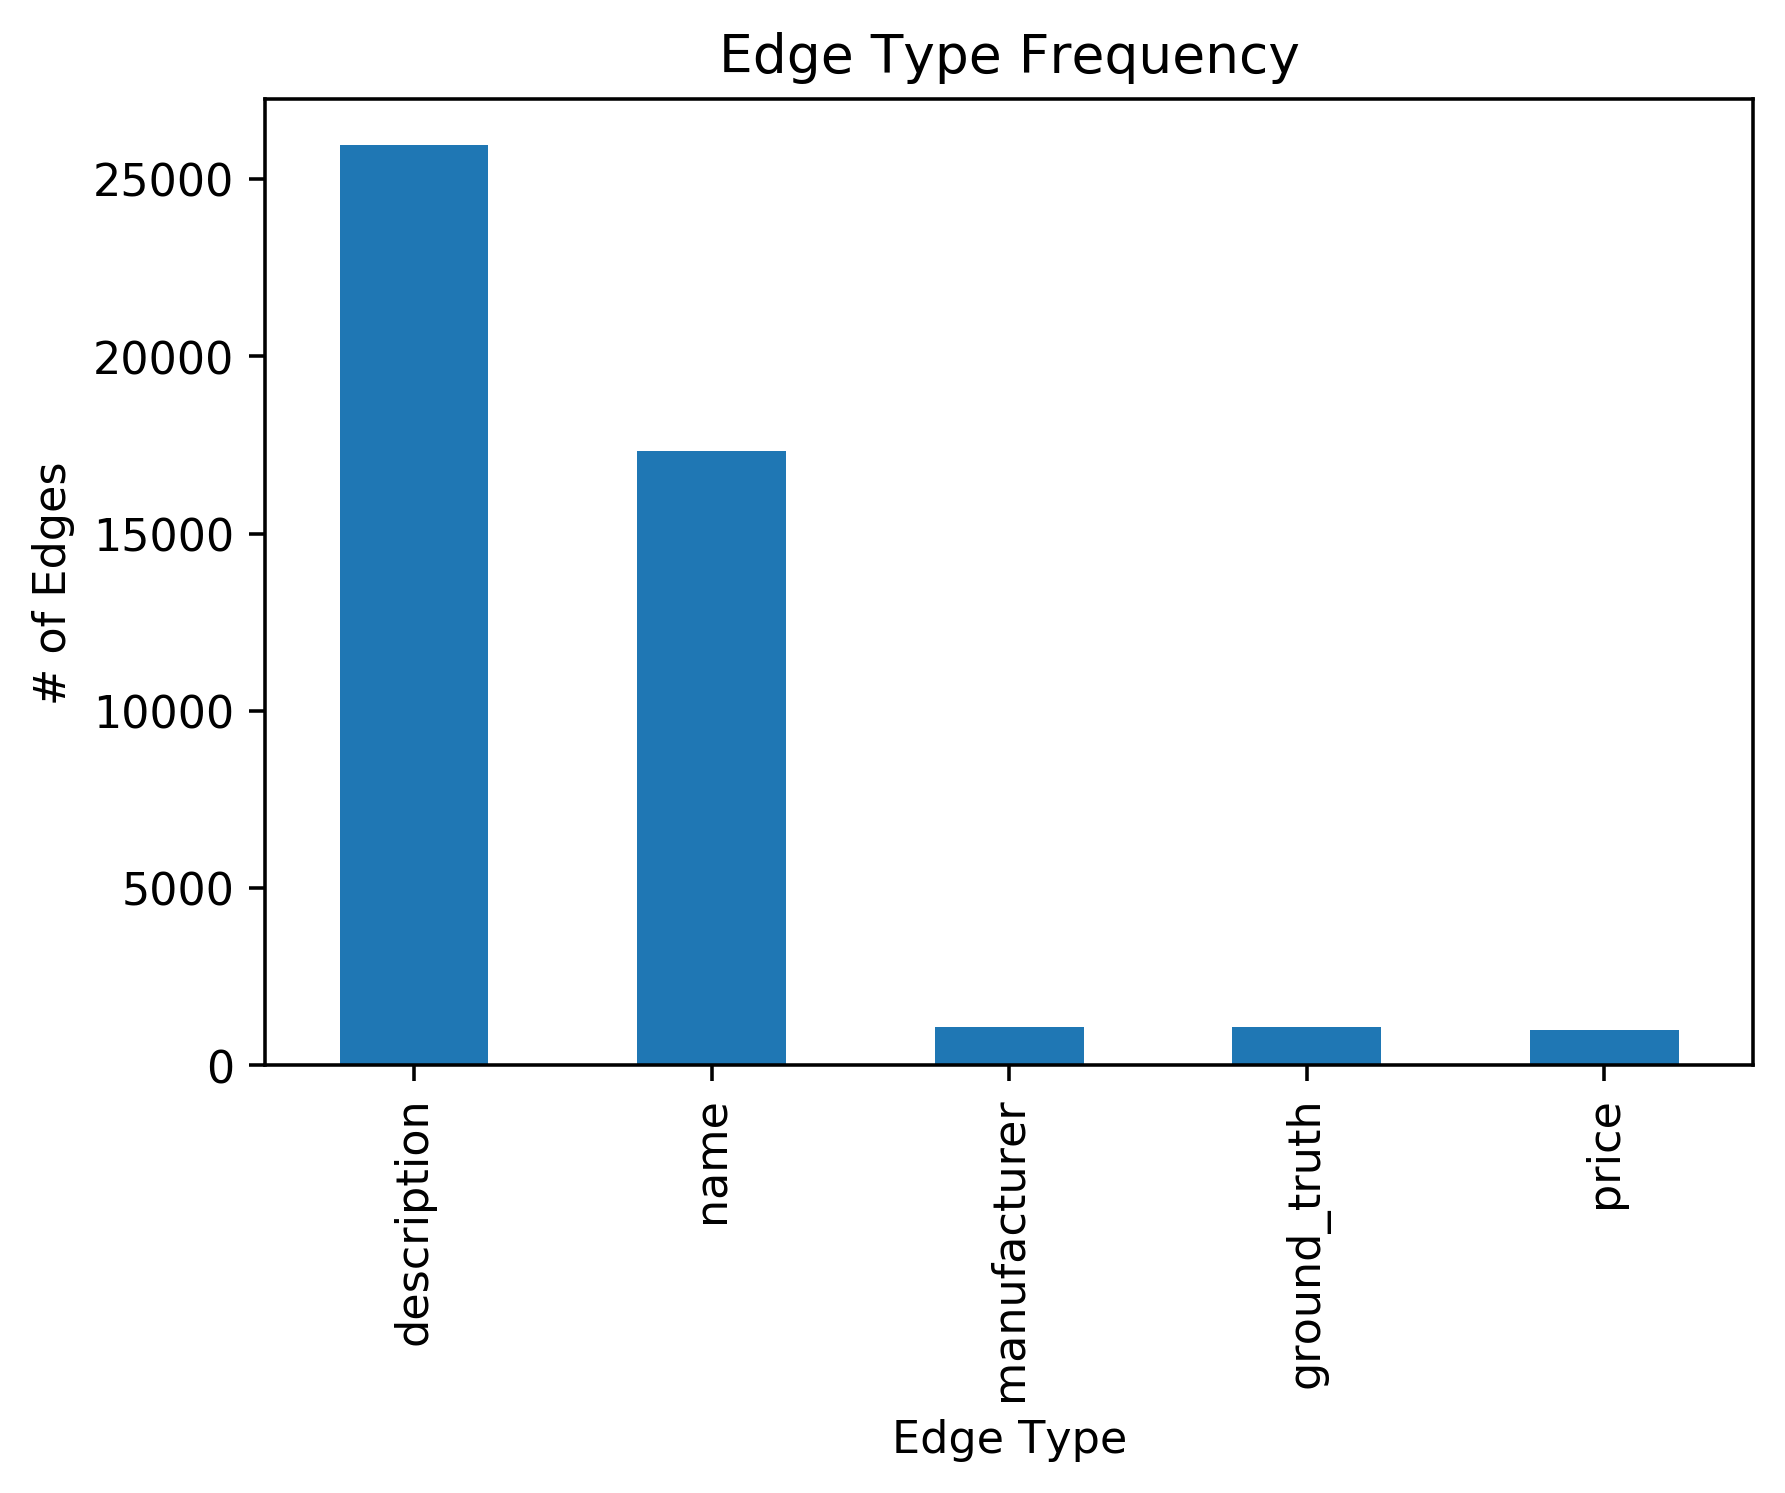 Edge Type Frequency
# of Edges
25000
20000
15000
10000
5000
0
description
name
manufacturer
ground_truth
price
Edge Type